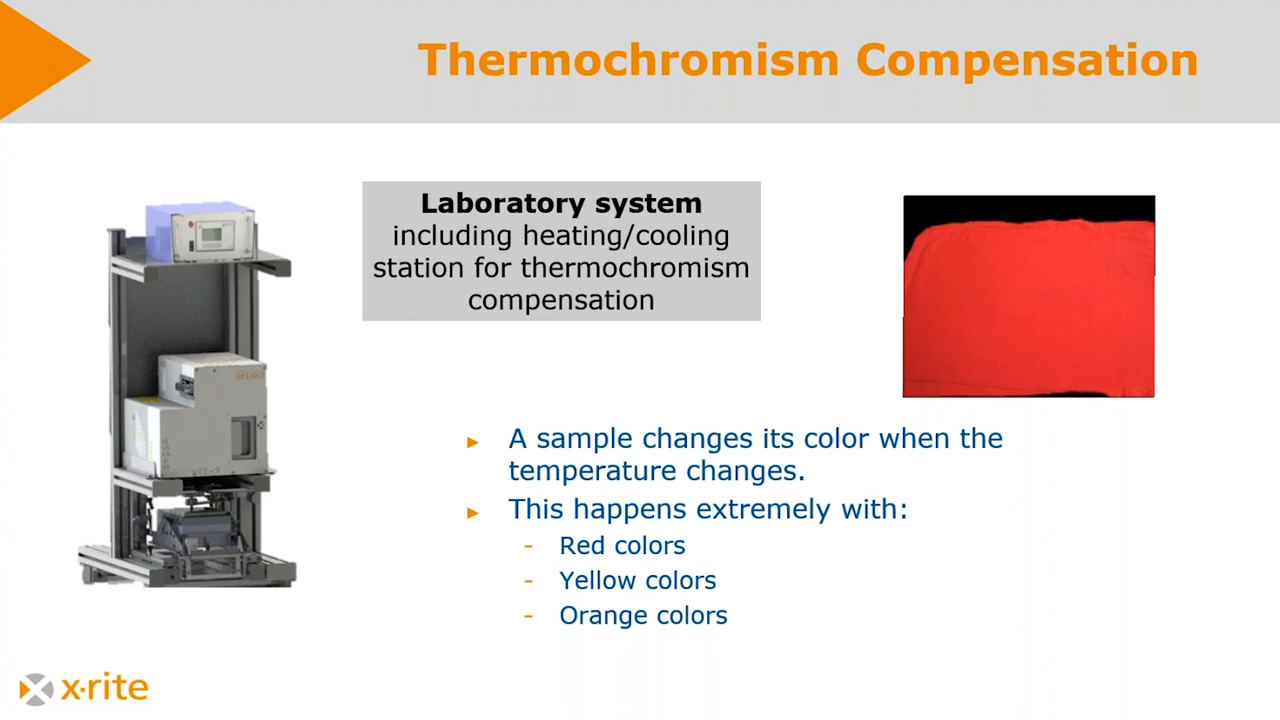 Thermochromism Compensation
Laboratory system
including heating/cooling
station for thermochromism
compensation
► A sample changes its color when the
temperature changes.
► This happens extremely with:
- Red colors
- Yellow colors
- Orange colors
x·rite